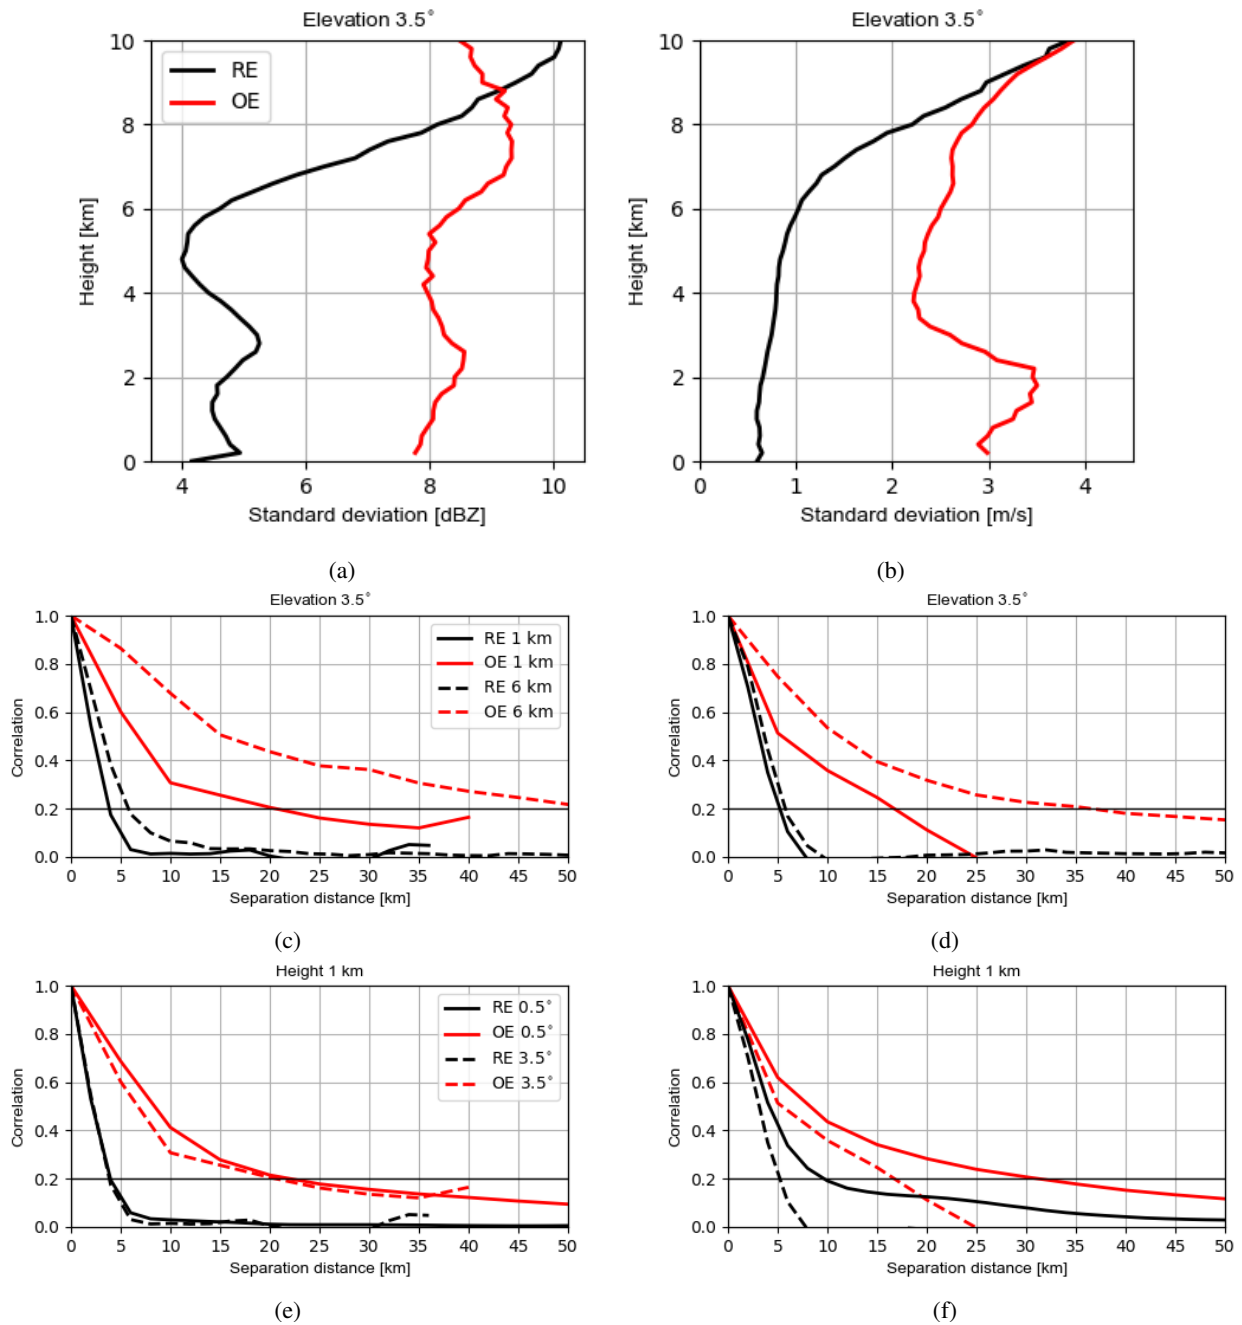 Elevation 3.5°
10
8
6
4
2
0
Height [km]
RE
OE
4
6
8
10
Standard deviation [dBZ]
(a)
Elevation 3.5°
10
8
6
4
2
0
Height [km]
0
1
2
3
4
Standard deviation [m/s]
(b)
Elevation 3.5°
1.0
0.8
0.6
0.4
0.2
0.0
Correlation
RE 1 km
OE 1 km
RE 6 km
OE 6 km
0 5 10 15 20 25 30 35 40 45 50
Separation distance [km]
(c)
Elevation 3.5°
1.0
0.8
0.6
0.4
0.2
0.0
Correlation
0 5 10 15 20 25 30 35 40 45 50
Separation distance [km]
(d)
Height 1 km
1.0
0.8
0.6
0.4
0.2
0.0
Correlation
RE 0.5°
OE 0.5°
RE 3.5°
OE 3.5°
0 5 10 15 20 25 30 35 40 45 50
Separation distance [km]
(e)
Height 1 km
1.0
0.8
0.6
0.4
0.2
0.0
Correlation
0 5 10 15 20 25 30 35 40 45 50
Separation distance [km]
(f)